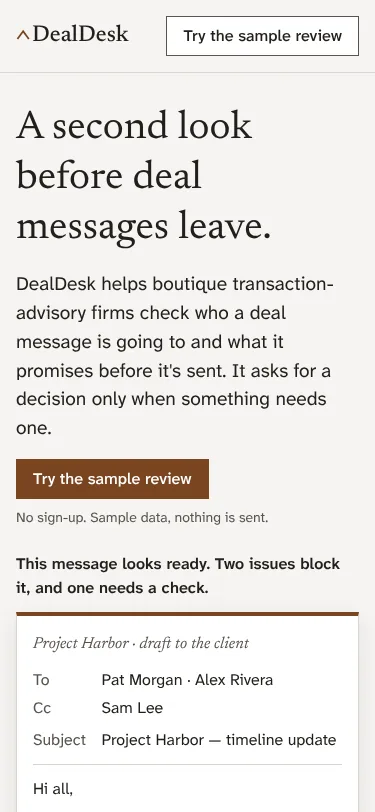 DealDesk
Try the sample review
A second look
before deal
messages leave.
DealDesk helps boutique transaction-
advisory firms check who a deal
message is going to and what it
promises before it's sent. It asks for a
decision only when something needs
one.
Try the sample review
No sign-up. Sample data, nothing is sent.
This message looks ready. Two issues block
it, and one needs a check.
Project Harbor · draft to the client
To Pat Morgan · Alex Rivera
Cc Sam Lee
Subject Project Harbor — timeline update
Hi all,